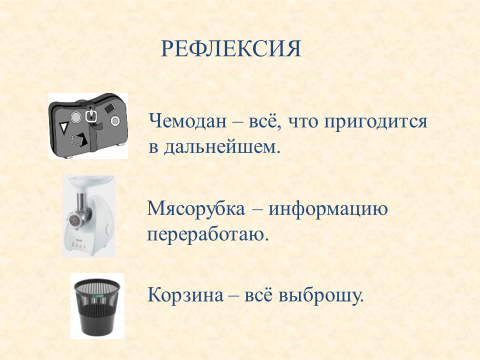 РЕФЛЕКСИЯ
Чемодан – всё, что пригодится
в дальнейшем.
Мясорубка – информацию
переработаю.
Корзина – всё выброшу.